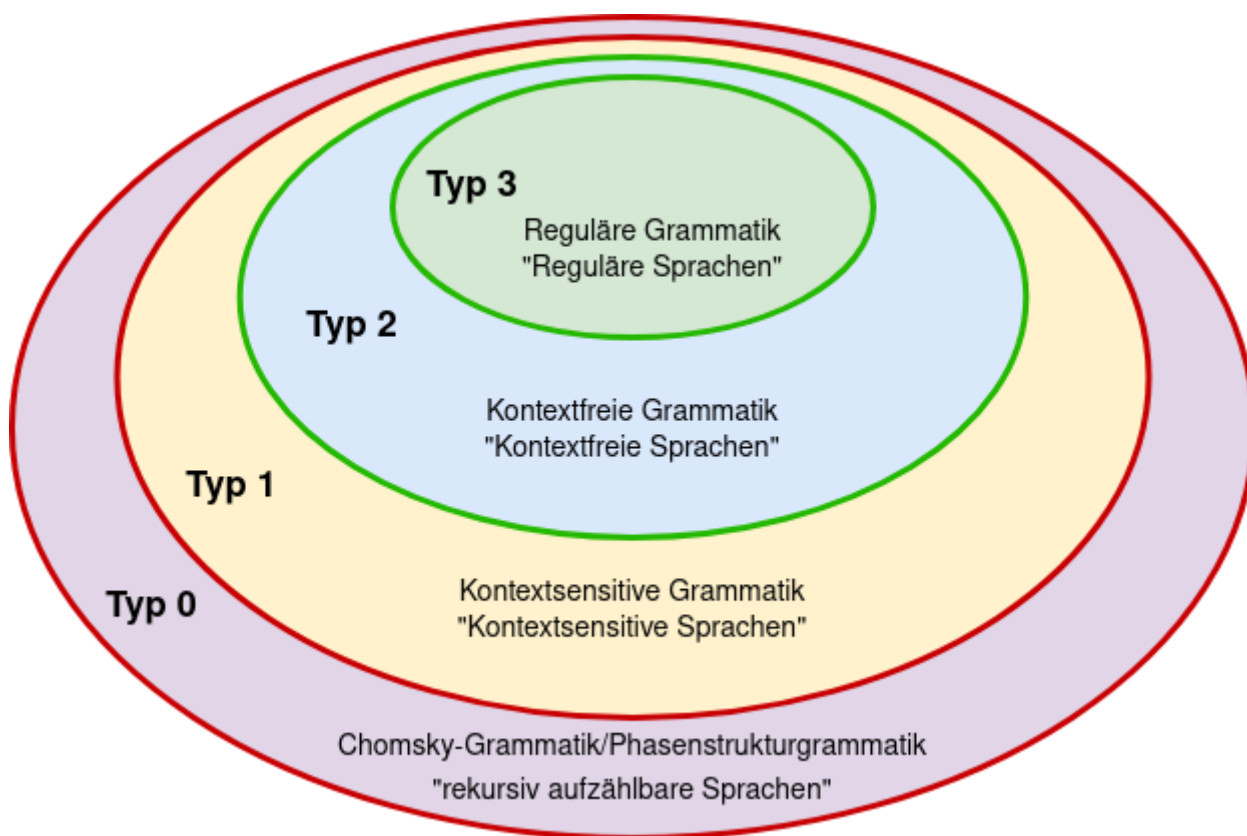 Typ 3
Reguläre Grammatik
"Reguläre Sprachen"
Typ 2
Kontextfreie Grammatik
"Kontextfreie Sprachen"
Typ 1
Kontextsensitive Grammatik
"Kontextsensitive Sprachen"
Typ 0
Chomsky-Grammatik/Phasenstrukturgrammatik
"rekursiv aufzählbare Sprachen"